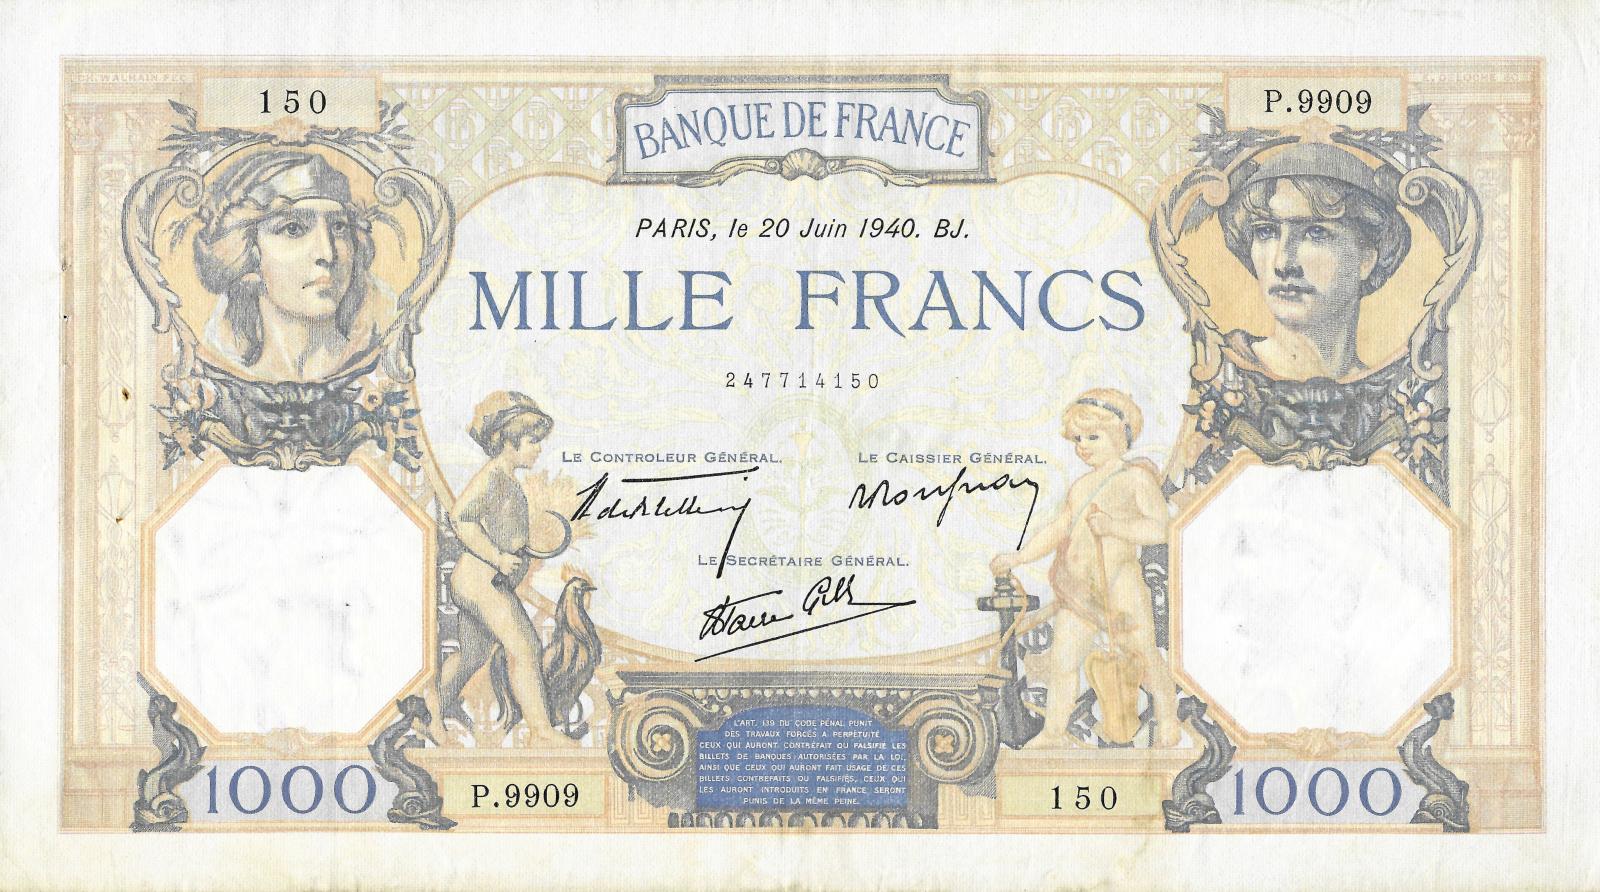 CH. WALHAIN FEC.
150
BANQUE DE FRANCE
P.9909
PARIS, le 20 Juin 1940. BJ.
MILLE FRANCS
247714150
LE CONTROLEUR GÉNÉRAL.
LE CAISSIER GÉNÉRAL.
LE SECRÉTAIRE GÉNÉRAL.
L'ART. 139 DU CODE PÉNAL PUNIT
DES TRAVAUX FORCÉS A PERPÉTUITÉ
CEUX QUI AURONT CONTREFAIT OU FALSIFIÉ LES
BILLETS DE BANQUES AUTORISÉES PAR LA LOI,
AINSI QUE CEUX QUI AURONT FAIT USAGE DE CES
BILLETS CONTREFAITS OU FALSIFIÉS, CEUX QUI
LES AURONT INTRODUITS EN FRANCE SERONT
PUNIS DE LA MÊME PEINE.
1000
P.9909
150
1000